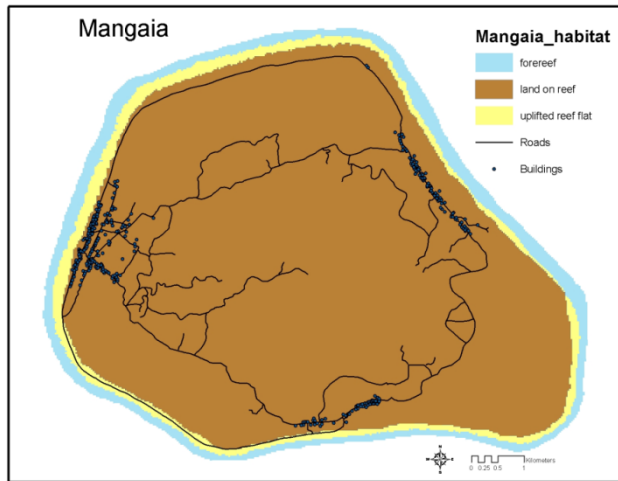 Mangaia
Mangaia_habitat
forereef
land on reef
uplifted reef flat
Roads
Buildings
Kilometers
0 0.25 0.5 1